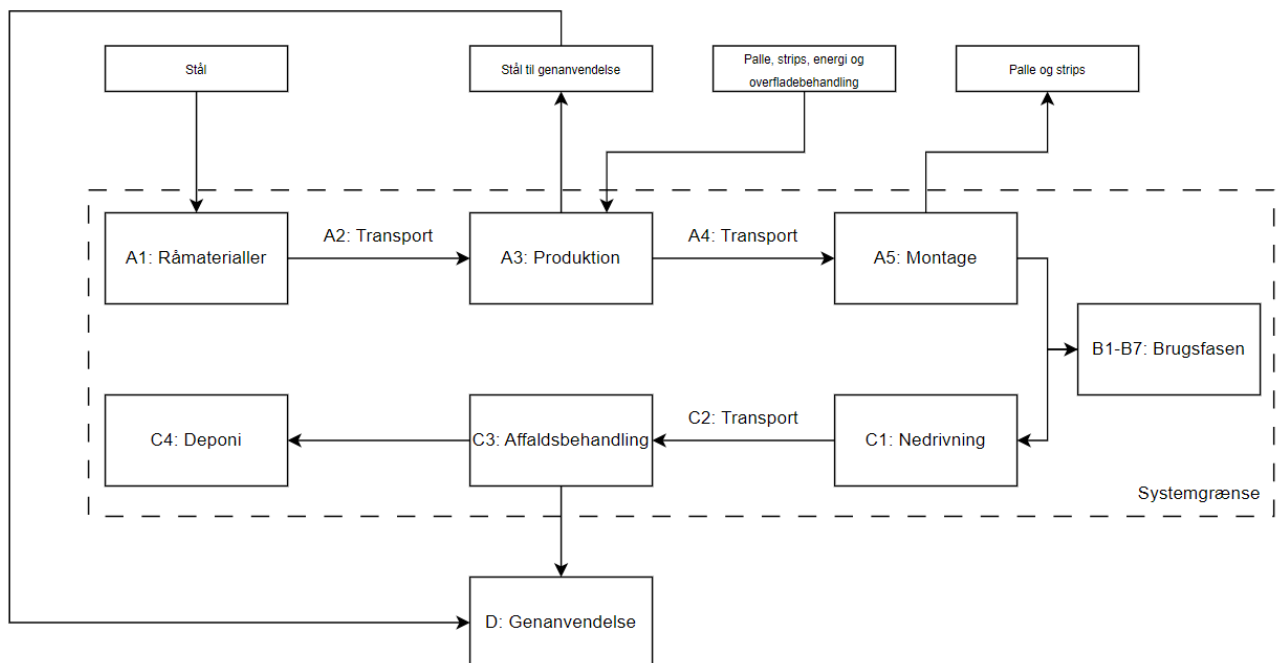 Stål
Stål til genanvendelse
Palle, strips, energi og
overfladebehandling
Palle og strips
A1: Råmaterialler
A2: Transport
A3: Produktion
A4: Transport
A5: Montage
B1-B7: Brugsfasen
C4: Deponi
C3: Affaldsbehandling
C2: Transport
C1: Nedrivning
Systemgrænse
D: Genanvendelse